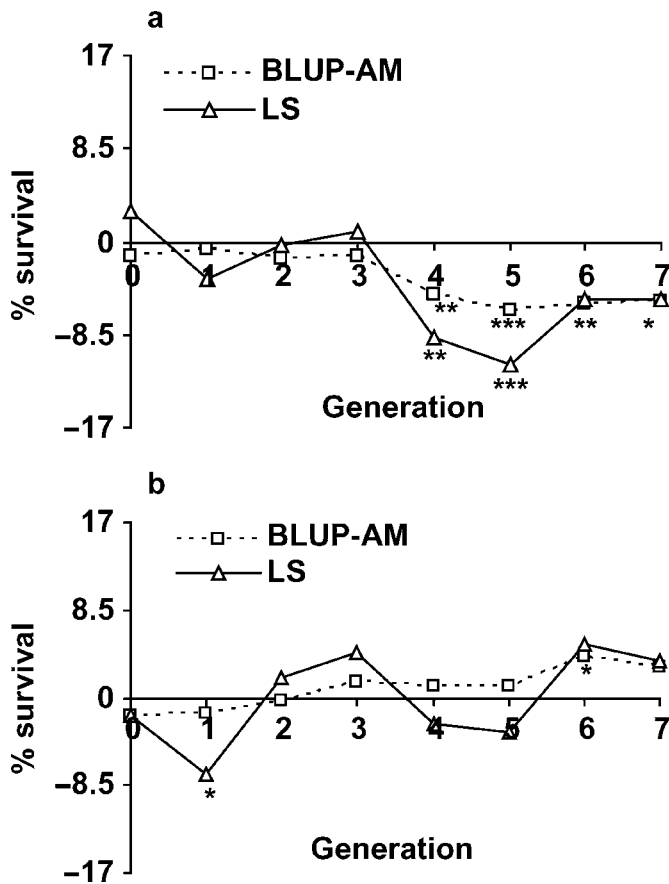 a
17
BLUP-AM
LS
8.5
% survival
0
0 1 2 3 4 5 6 7
** *** ** *
−8.5
**
***
Generation
−17
b
17
BLUP-AM
LS
8.5
% survival
0
0 1 2 3 4 5 6 7
*
−8.5
*
Generation
−17